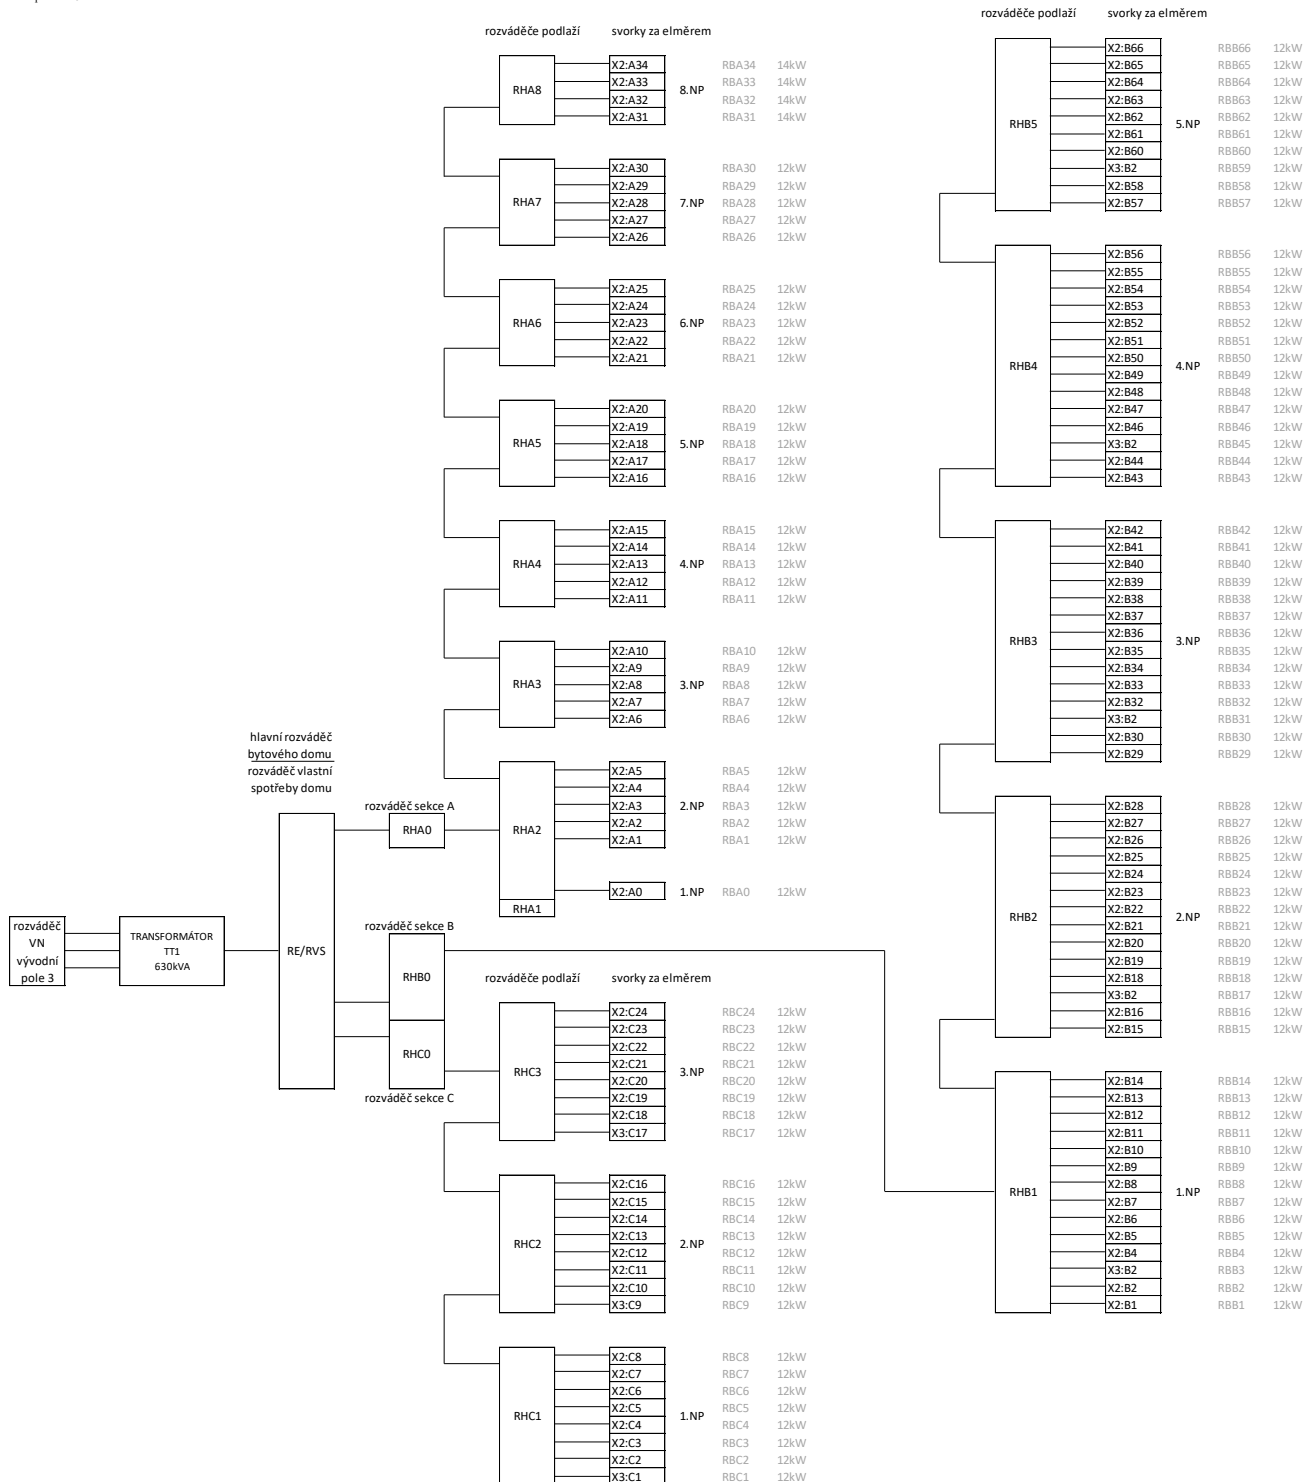 rozváděče podlaží svorky za elměrem
RHA8
X2:A34 RBA34 14kW
X2:A33 RBA33 14kW
8.NP
X2:A32 RBA32 14kW
X2:A31 RBA31 14kW
RHA7
X2:A30 RBA30 12kW
X2:A29 RBA29 12kW
X2:A28 7.NP RBA28 12kW
X2:A27 RBA27 12kW
X2:A26 RBA26 12kW
RHA6
X2:A25 RBA25 12kW
X2:A24 RBA24 12kW
X2:A23 6.NP RBA23 12kW
X2:A22 RBA22 12kW
X2:A21 RBA21 12kW
RHA5
X2:A20 RBA20 12kW
X2:A19 RBA19 12kW
X2:A18 5.NP RBA18 12kW
X2:A17 RBA17 12kW
X2:A16 RBA16 12kW
RHA4
X2:A15 RBA15 12kW
X2:A14 RBA14 12kW
X2:A13 4.NP RBA13 12kW
X2:A12 RBA12 12kW
X2:A11 RBA11 12kW
RHA3
X2:A10 RBA10 12kW
X2:A9 RBA9 12kW
X2:A8 3.NP RBA8 12kW
X2:A7 RBA7 12kW
X2:A6 RBA6 12kW
hlavní rozváděč
bytového domu
rozváděč vlastní
spotřeby domu
rozváděč sekce A
RHA0
RHA2
X2:A5 RBA5 12kW
X2:A4 RBA4 12kW
X2:A3 2.NP RBA3 12kW
X2:A2 RBA2 12kW
X2:A1 RBA1 12kW
X2:A0 1.NP RBA0 12kW
RHA1
rozváděč
VN
vývodní
pole 3
TRANSFORMÁTOR
TT1
630kVA
RE/RVS
rozváděč sekce B
RHB0
RHC0
rozváděč sekce C
rozváděče podlaží svorky za elměrem
RHC3
X2:C24 RBC24 12kW
X2:C23 RBC23 12kW
X2:C22 RBC22 12kW
X2:C21 RBC21 12kW
3.NP
X2:C20 RBC20 12kW
X2:C19 RBC19 12kW
X2:C18 RBC18 12kW
X3:C17 RBC17 12kW
RHC2
X2:C16 RBC16 12kW
X2:C15 RBC15 12kW
X2:C14 RBC14 12kW
X2:C13 RBC13 12kW
2.NP
X2:C12 RBC12 12kW
X2:C11 RBC11 12kW
X2:C10 RBC10 12kW
X3:C9 RBC9 12kW
RHC1
X2:C8 RBC8 12kW
X2:C7 RBC7 12kW
X2:C6 RBC6 12kW
X2:C5 RBC5 12kW
1.NP
X2:C4 RBC4 12kW
X2:C3 RBC3 12kW
X2:C2 RBC2 12kW
X3:C1 RBC1 12kW
rozváděče podlaží svorky za elměrem
RHB5
X2:B66 RBB66 12kW
X2:B65 RBB65 12kW
X2:B64 RBB64 12kW
X2:B63 RBB63 12kW
X2:B62 RBB62 12kW
5.NP
X2:B61 RBB61 12kW
X2:B60 RBB60 12kW
X3:B2 RBB59 12kW
X2:B58 RBB58 12kW
X2:B57 RBB57 12kW
RHB4
X2:B56 RBB56 12kW
X2:B55 RBB55 12kW
X2:B54 RBB54 12kW
X2:B53 RBB53 12kW
X2:B52 RBB52 12kW
X2:B51 RBB51 12kW
X2:B50 RBB50 12kW
4.NP
X2:B49 RBB49 12kW
X2:B48 RBB48 12kW
X2:B47 RBB47 12kW
X2:B46 RBB46 12kW
X3:B2 RBB45 12kW
X2:B44 RBB44 12kW
X2:B43 RBB43 12kW
RHB3
X2:B42 RBB42 12kW
X2:B41 RBB41 12kW
X2:B40 RBB40 12kW
X2:B39 RBB39 12kW
X2:B38 RBB38 12kW
X2:B37 RBB37 12kW
X2:B36 RBB36 12kW
3.NP
X2:B35 RBB35 12kW
X2:B34 RBB34 12kW
X2:B33 RBB33 12kW
X2:B32 RBB32 12kW
X3:B2 RBB31 12kW
X2:B30 RBB30 12kW
X2:B29 RBB29 12kW
RHB2
X2:B28 RBB28 12kW
X2:B27 RBB27 12kW
X2:B26 RBB26 12kW
X2:B25 RBB25 12kW
X2:B24 RBB24 12kW
X2:B23 RBB23 12kW
X2:B22 RBB22 12kW
2.NP
X2:B21 RBB21 12kW
X2:B20 RBB20 12kW
X2:B19 RBB19 12kW
X2:B18 RBB18 12kW
X3:B2 RBB17 12kW
X2:B16 RBB16 12kW
X2:B15 RBB15 12kW
RHB1
X2:B14 RBB14 12kW
X2:B13 RBB13 12kW
X2:B12 RBB12 12kW
X2:B11 RBB11 12kW
X2:B10 RBB10 12kW
X2:B9 RBB9 12kW
X2:B8 RBB8 12kW
1.NP
X2:B7 RBB7 12kW
X2:B6 RBB6 12kW
X2:B5 RBB5 12kW
X2:B4 RBB4 12kW
X3:B2 RBB3 12kW
X2:B2 RBB2 12kW
X2:B1 RBB1 12kW